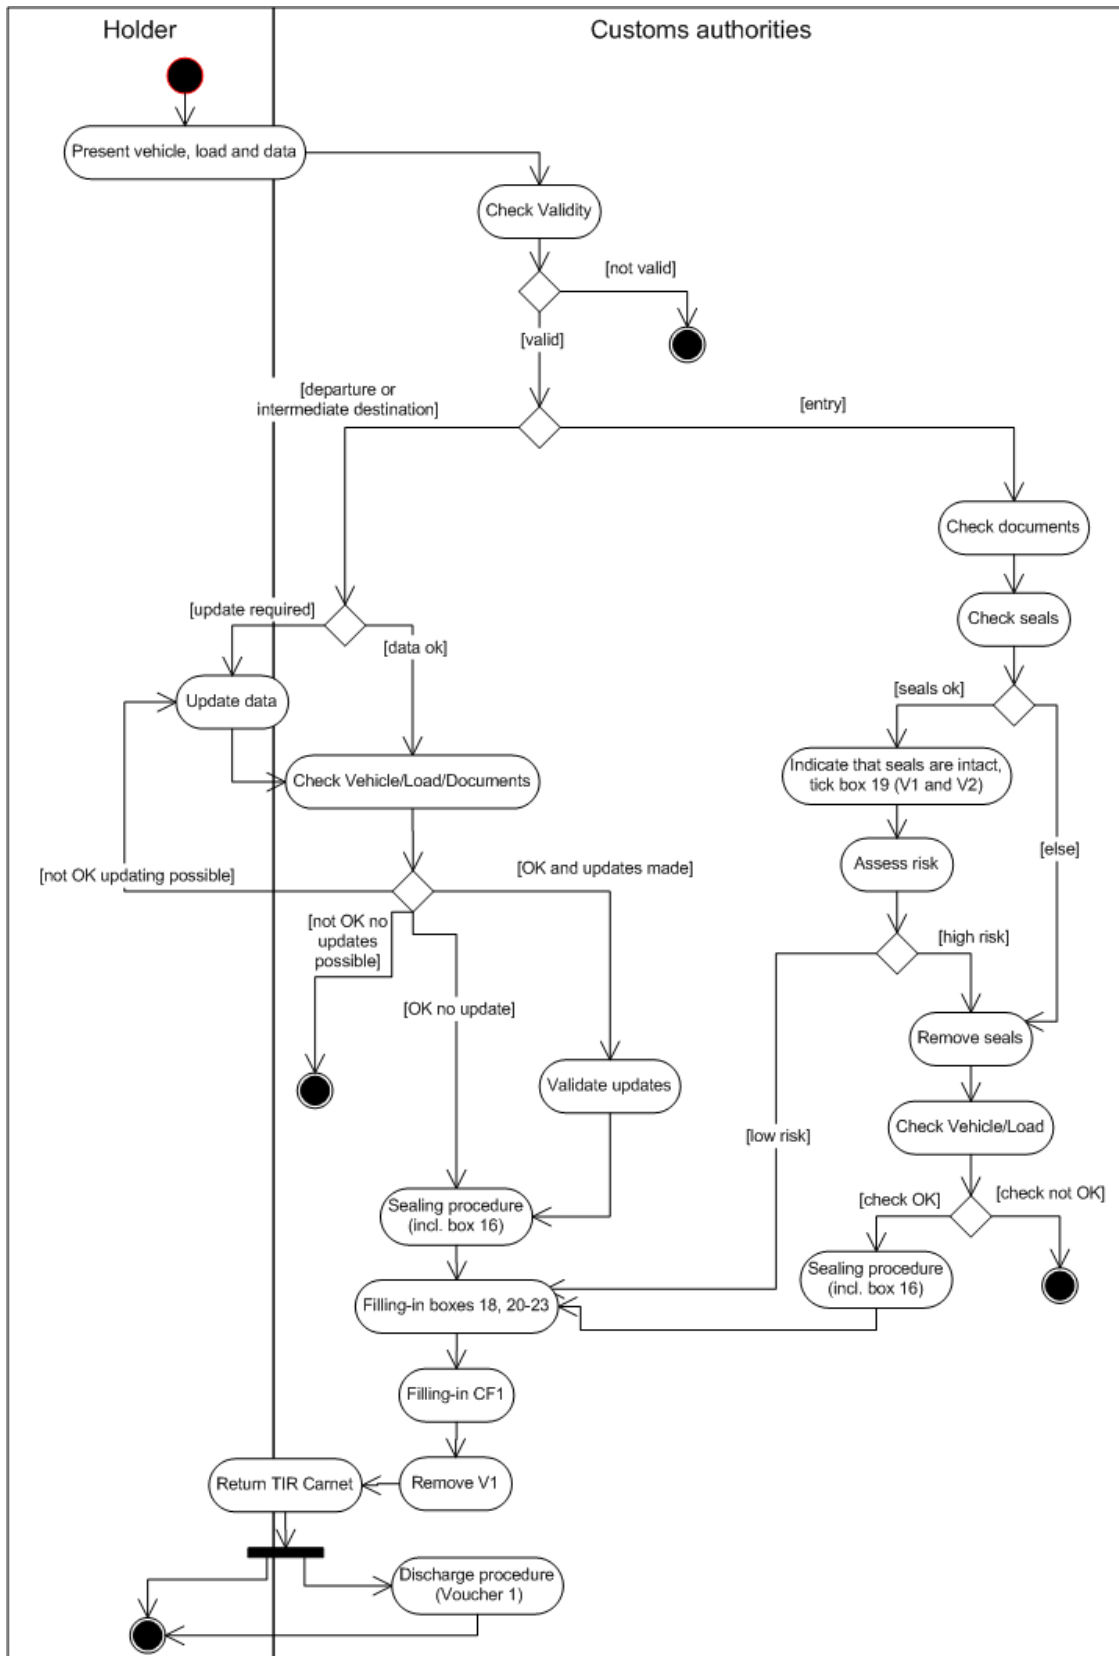 Holder
Customs authorities
Present vehicle, load and data
Check Validity
[not valid]
[valid]
[departure or
intermediate destination]
[entry]
Check documents
[update required]
Check seals
[data ok]
[seals ok]
Update data
Indicate that seals are intact,
tick box 19 (V1 and V2)
Check Vehicle/Load/Documents
[else]
Assess risk
[not OK updating possible]
[OK and updates made]
[not OK no
updates
possible]
[high risk]
[OK no update]
Remove seals
Validate updates
Check Vehicle/Load
[low risk]
[check OK]
[check not OK]
Sealing procedure
(incl. box 16)
Sealing procedure
(incl. box 16)
Filling-in boxes 18, 20-23
Filling-in CF1
Return TIR Carnet
Remove V1
Discharge procedure
(Voucher 1)